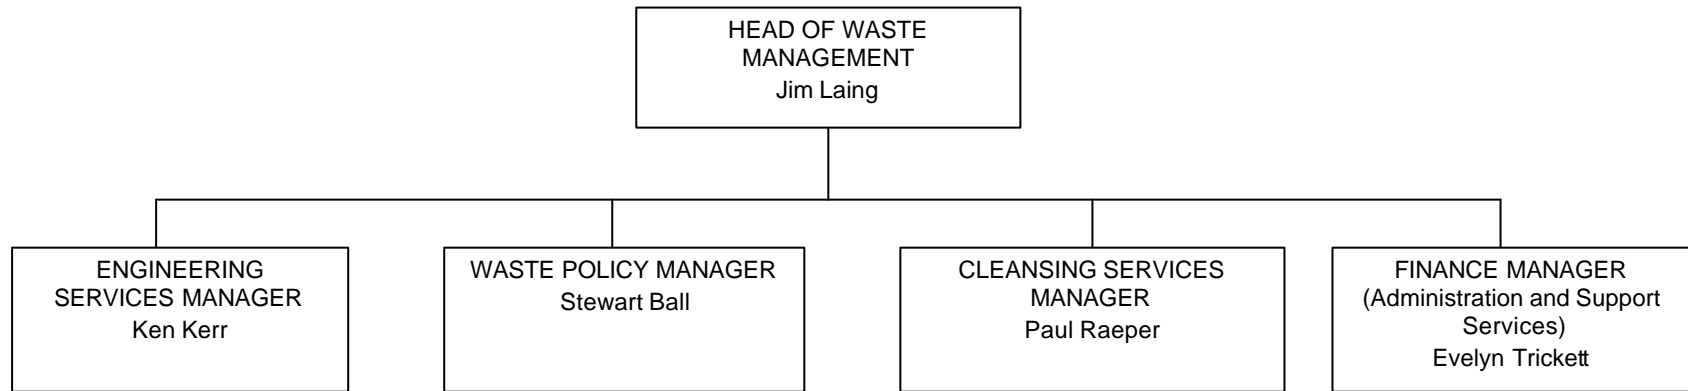 HEAD OF WASTE
MANAGEMENT
Jim Laing
ENGINEERING
SERVICES MANAGER
Ken Kerr
WASTE POLICY MANAGER
Stewart Ball
CLEANSING SERVICES
MANAGER
Paul Raeper
FINANCE MANAGER
(Administration and Support
Services)
Evelyn Trickett